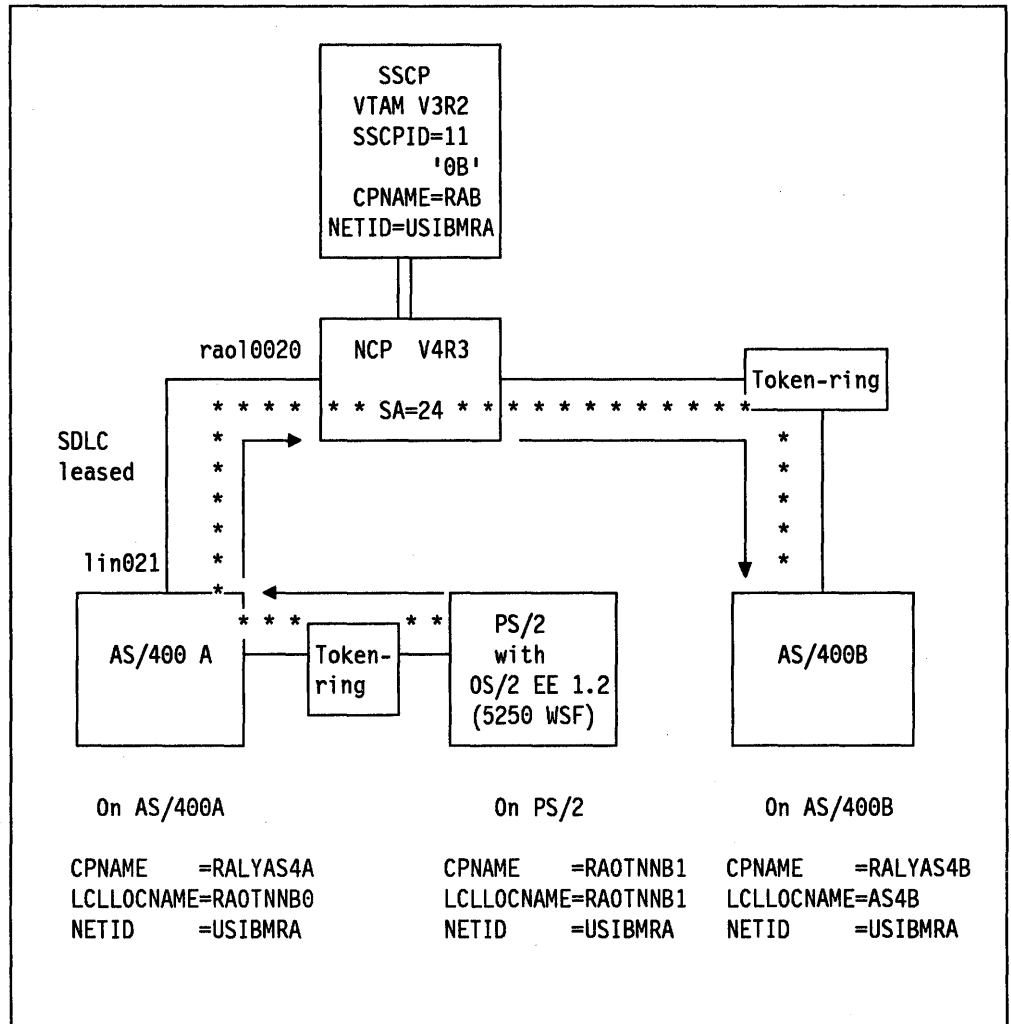 SSCP
VTAM V3R2
SSCPID=11
'0B'
CPNAME=RAB
NETID=USIBMRA
raol0020
NCP V4R3
Token-ring
* * * * * * SA=24 * * * * * * * * * * *
SDLC
leased
lin021
AS/400 A
* * * * *
Token-
ring
PS/2
with
OS/2 EE 1.2
(5250 WSF)
AS/400B
On AS/400A
CPNAME =RALYAS4A
LCLLOCNAME=RAOTNNB0
NETID =USIBMRA
On PS/2
CPNAME =RAOTNNB1
LCLLOCNAME=RAOTNNB1
NETID =USIBMRA
On AS/400B
CPNAME =RALYAS4B
LCLLOCNAME=AS4B
NETID =USIBMRA